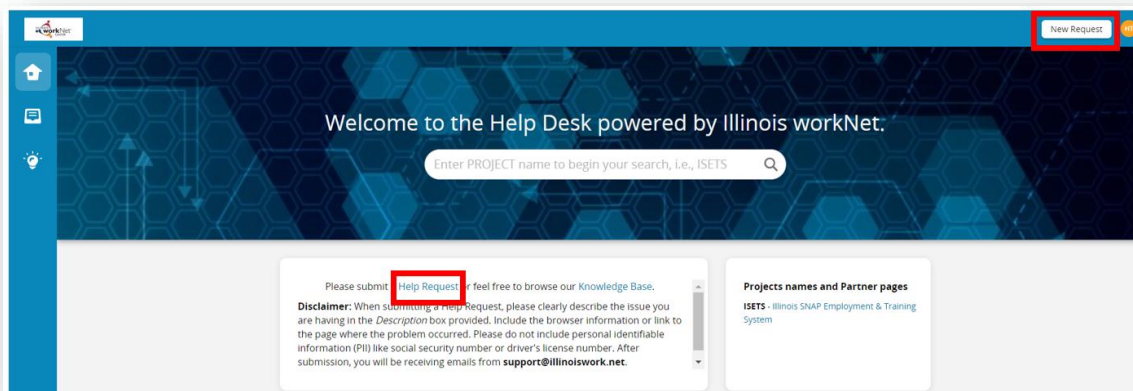 workNet
New Request
Welcome to the Help Desk powered by Illinois workNet.
Enter PROJECT name to begin your search, i.e., ISETS
Please submit Help Request or feel free to browse our Knowledge Base.
Disclaimer: When submitting a Help Request, please clearly describe the issue you
are having in the Description box provided. Include the browser information or link to
the page where the problem occurred. Please do not include personal identifiable
information (PII) like social security number or driver's license number. After
submission, you will be receiving emails from support@illinoiswork.net.
Projects names and Partner pages
ISETS - Illinois SNAP Employment & Training
System